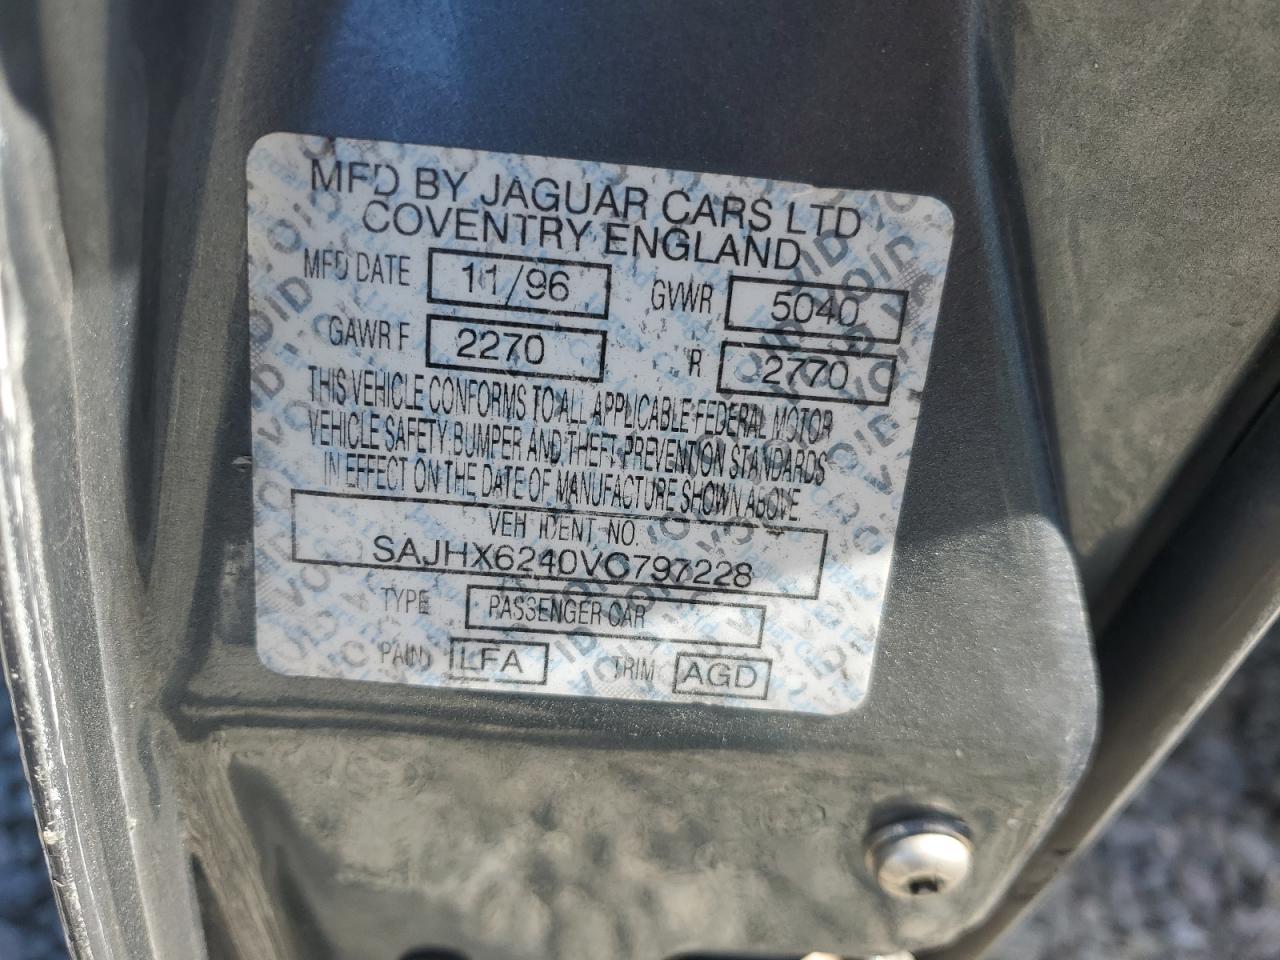 MFD BY JAGUAR CARS LTD
COVENTRY ENGLAND
MFD DATE 11/96 GVWR 5040
GAWR F 2270 R 2770
THIS VEHICLE CONFORMS TO ALL APPLICABLE FEDERAL MOTOR
VEHICLE SAFETY, BUMPER AND THEFT PREVENTION STANDARDS
IN EFFECT ON THE DATE OF MANUFACTURE SHOWN ABOVE.
VEH IDENT NO.
SAJHX6240VC797228
TYPE PASSENGER CAR
PAINT LFA TRIM AGD